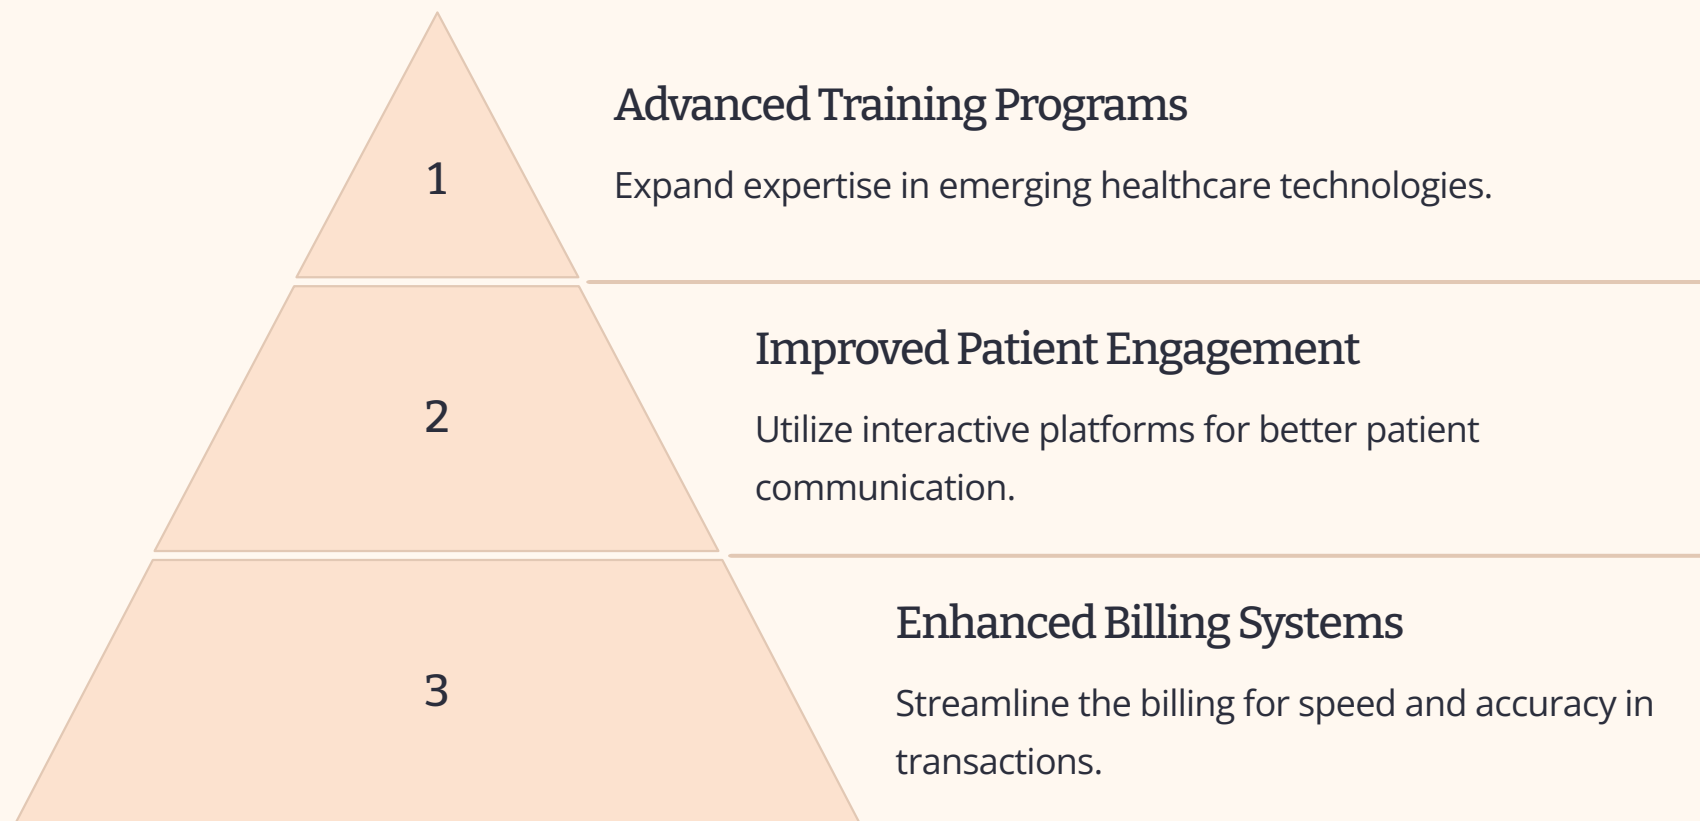 1
Advanced Training Programs
Expand expertise in emerging healthcare technologies.
2
Improved Patient Engagement
Utilize interactive platforms for better patient
communication.
3
Enhanced Billing Systems
Streamline the billing for speed and accuracy in
transactions.